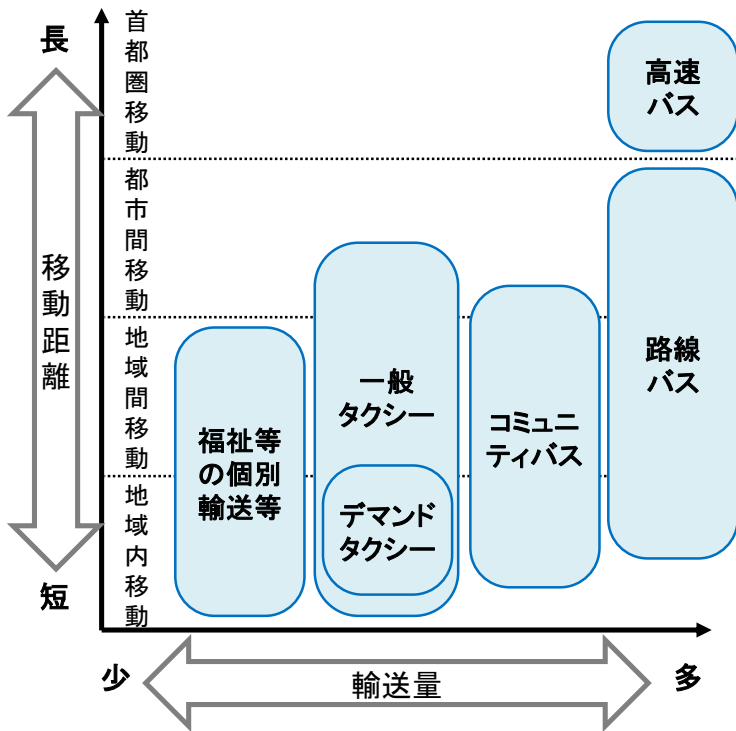 長
移動距離
短
首都圏移動
都市間移動
地域間移動
地域内移動
高速
バス
路線
バス
一般
タクシー
コミュニ
ティバス
福祉等
の個別
輸送等
デマンド
タクシー
少
輸送量
多